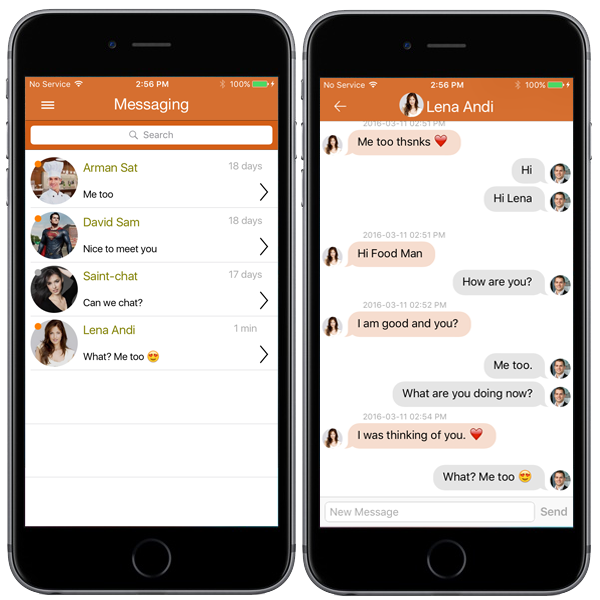 No Service 2:56 PM 100%
Messaging
Search
Arman Sat 18 days
Me too
David Sam 18 days
Nice to meet you
Saint-chat 17 days
Can we chat?
Lena Andi 1 min
What? Me too 😍
No Service 2:56 PM 100%
Lena Andi
2016-03-11 02:51 PM
Me too thsnks ❤️
Hi
Hi Lena
2016-03-11 02:51 PM
Hi Food Man
How are you?
2016-03-11 02:52 PM
I am good and you?
Me too.
What are you doing now?
2016-03-11 02:54 PM
I was thinking of you. ❤️
What? Me too 😍
New Message Send